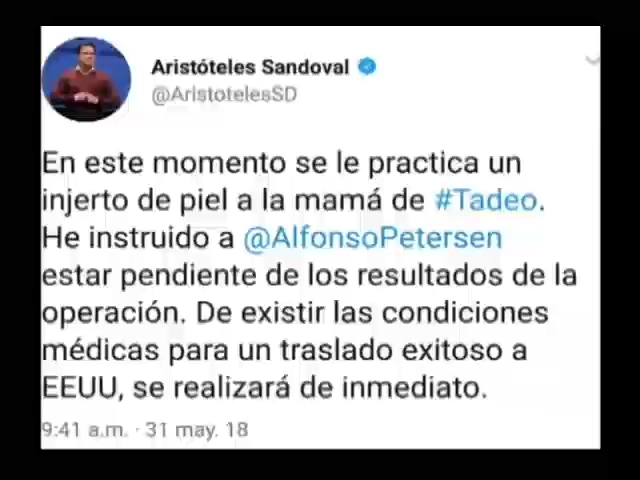 Aristóteles Sandoval
@AristotelesSD
En este momento se le practica un
injerto de piel a la mamá de #Tadeo.
He instruido a @AlfonsoPetersen
estar pendiente de los resultados de la
operación. De existir las condiciones
médicas para un traslado exitoso a
EEUU, se realizará de inmediato.
9:41 a.m. · 31 may. 18